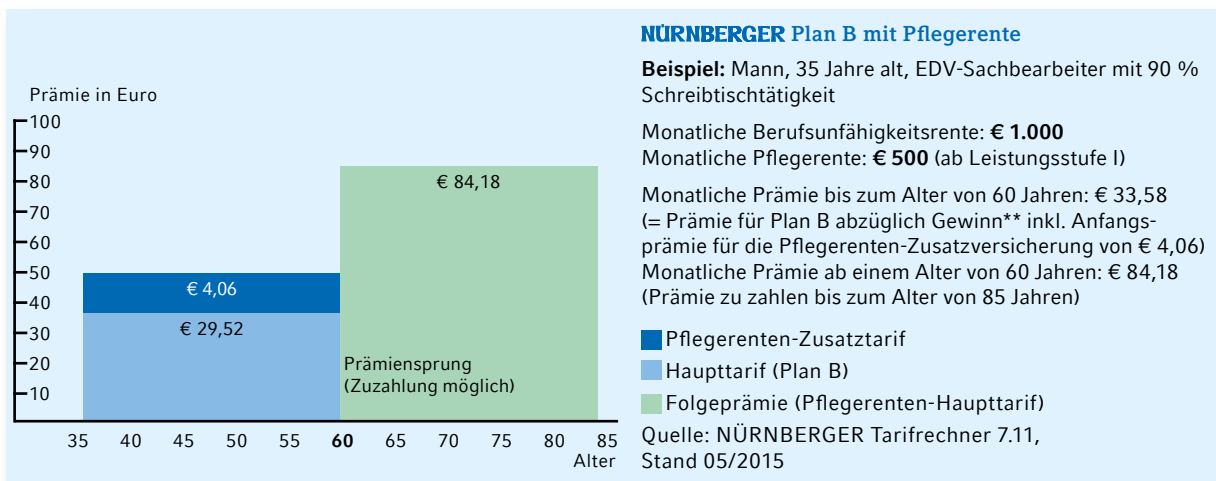 Prämie in Euro
100
90
80
70
60
50
40
30
20
10
€ 84,18
€ 4,06
€ 29,52
Prämiensprung
(Zuzahlung möglich)
35 40 45 50 55 60 65 70 75 80 85
Alter
NÜRNBERGER Plan B mit Pflegerente
Beispiel: Mann, 35 Jahre alt, EDV-Sachbearbeiter mit 90 %
Schreibtischtätigkeit
Monatliche Berufsunfähigkeitsrente: € 1.000
Monatliche Pflegerente: € 500 (ab Leistungsstufe I)
Monatliche Prämie bis zum Alter von 60 Jahren: € 33,58
(= Prämie für Plan B abzüglich Gewinn** inkl. Anfangs-
prämie für die Pflegerenten-Zusatzversicherung von € 4,06)
Monatliche Prämie ab einem Alter von 60 Jahren: € 84,18
(Prämie zu zahlen bis zum Alter von 85 Jahren)
Pflegerenten-Zusatztarif
Haupttarif (Plan B)
Folgeprämie (Pflegerenten-Haupttarif)
Quelle: NÜRNBERGER Tarifrechner 7.11,
Stand 05/2015